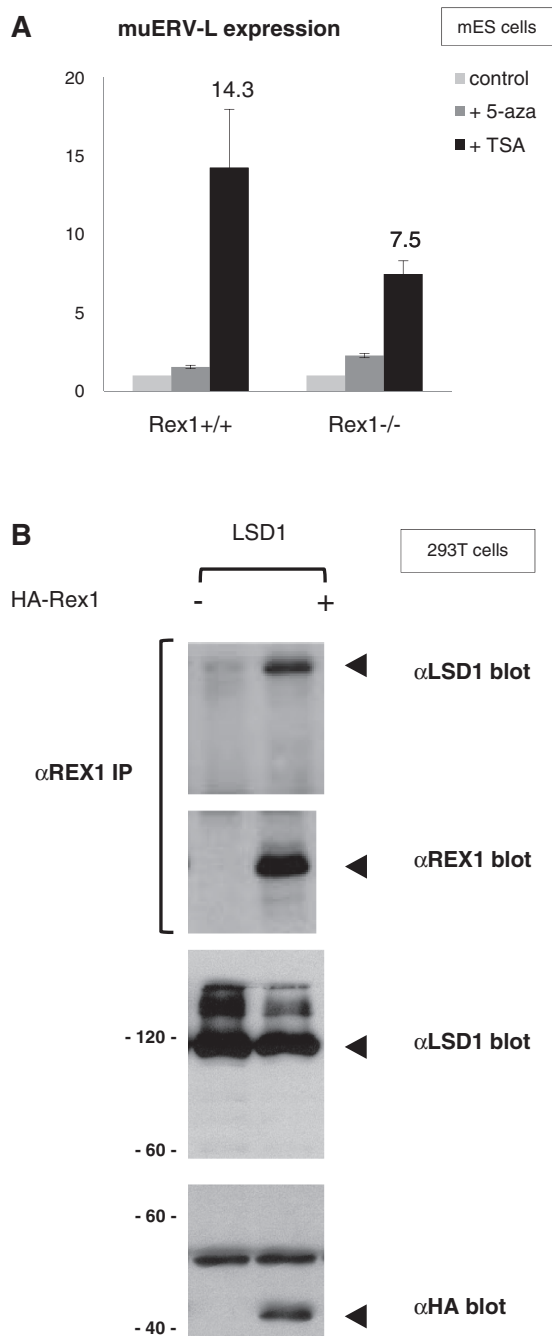 A
muERV-L expression
mES cells
control
+ 5-aza
+ TSA
20
15
10
5
0
14.3
7.5
Rex1+/+
Rex1-/-
B
LSD1
293T cells
HA-Rex1
- +
αREX1 IP
αLSD1 blot
αREX1 blot
- 120 -
αLSD1 blot
- 60 -
- 60 -
αHA blot
- 40 -